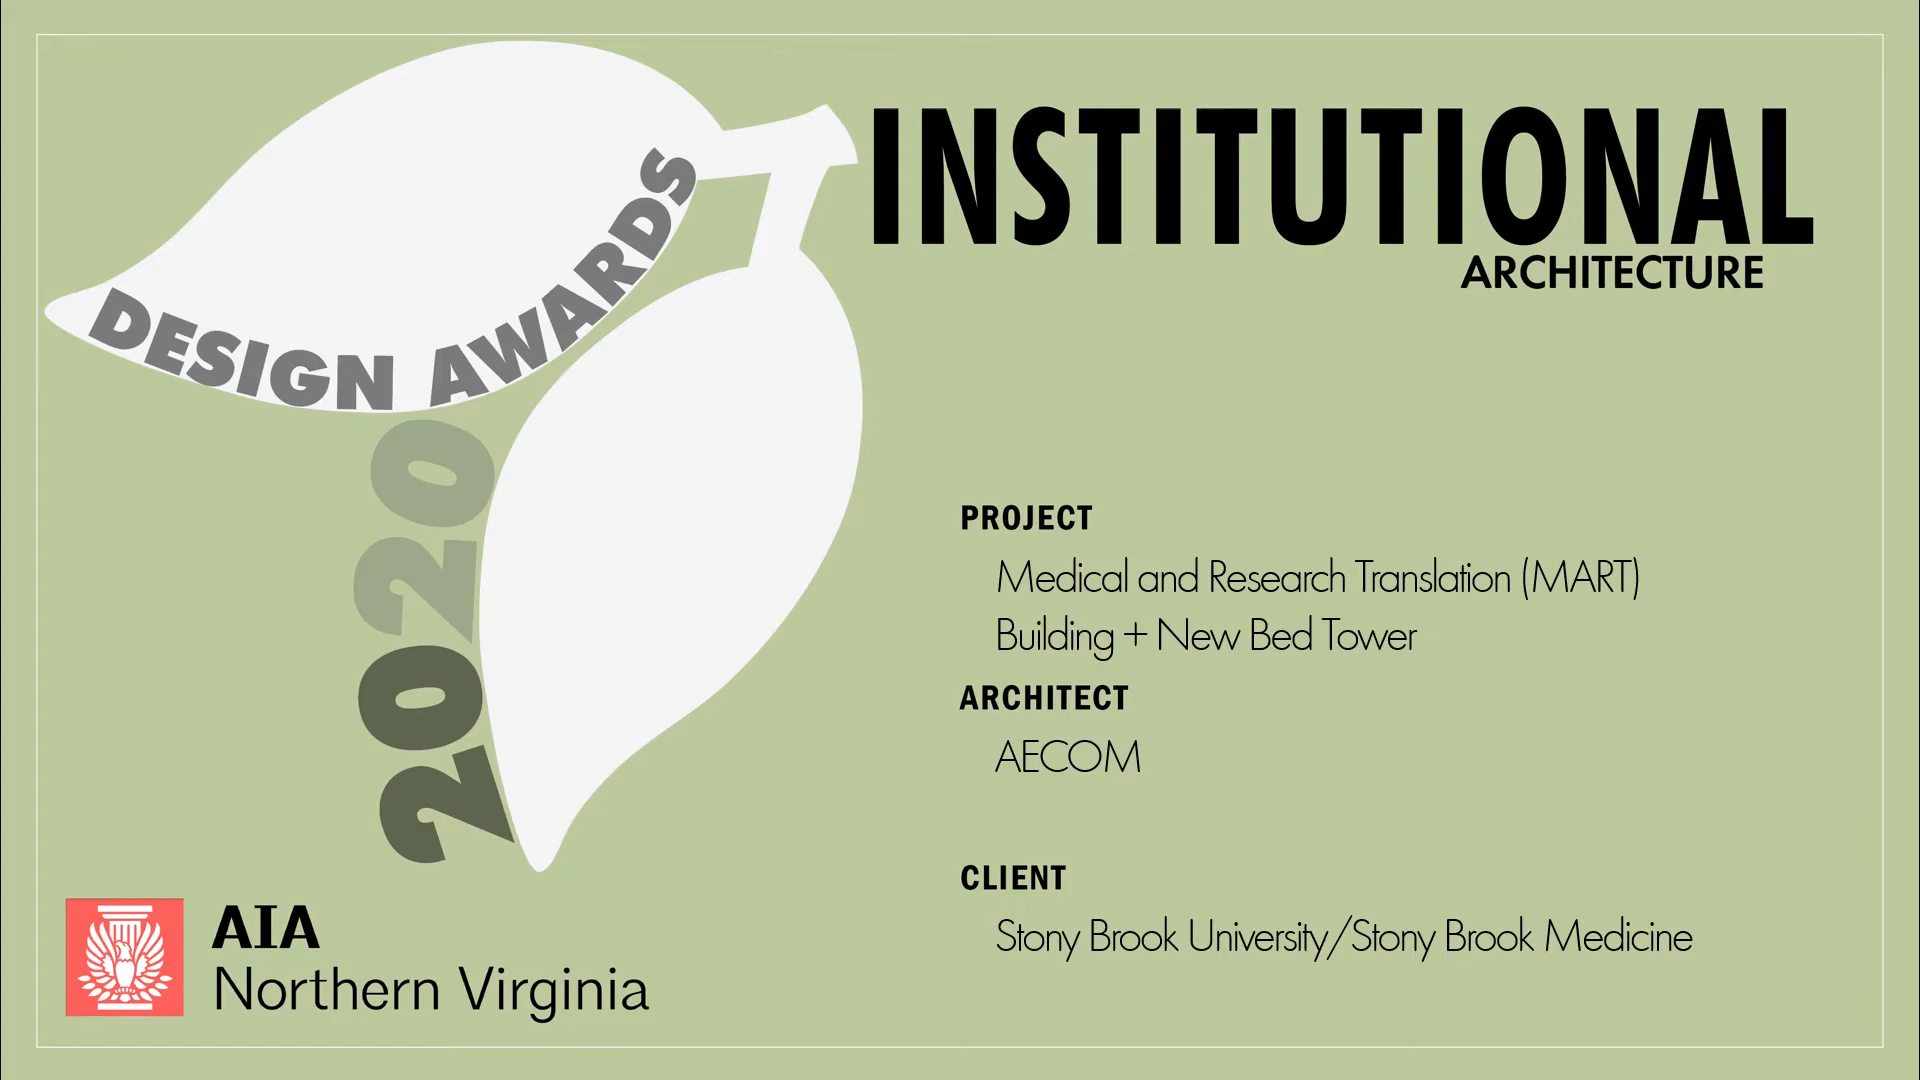 DESIGN AWARDS
2020
INSTITUTIONAL
ARCHITECTURE
PROJECT
Medical and Research Translation (MART)
Building + New Bed Tower
ARCHITECT
AECOM
CLIENT
Stony Brook University/Stony Brook Medicine
AIA
Northern Virginia